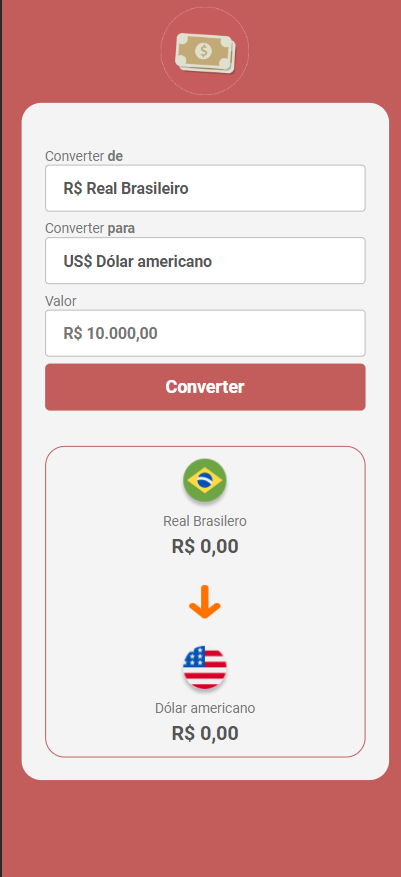 Converter de
R$ Real Brasileiro
Converter para
US$ Dólar americano
Valor
R$ 10.000,00
Converter
Real Brasilero
R$ 0,00
Dólar americano
R$ 0,00